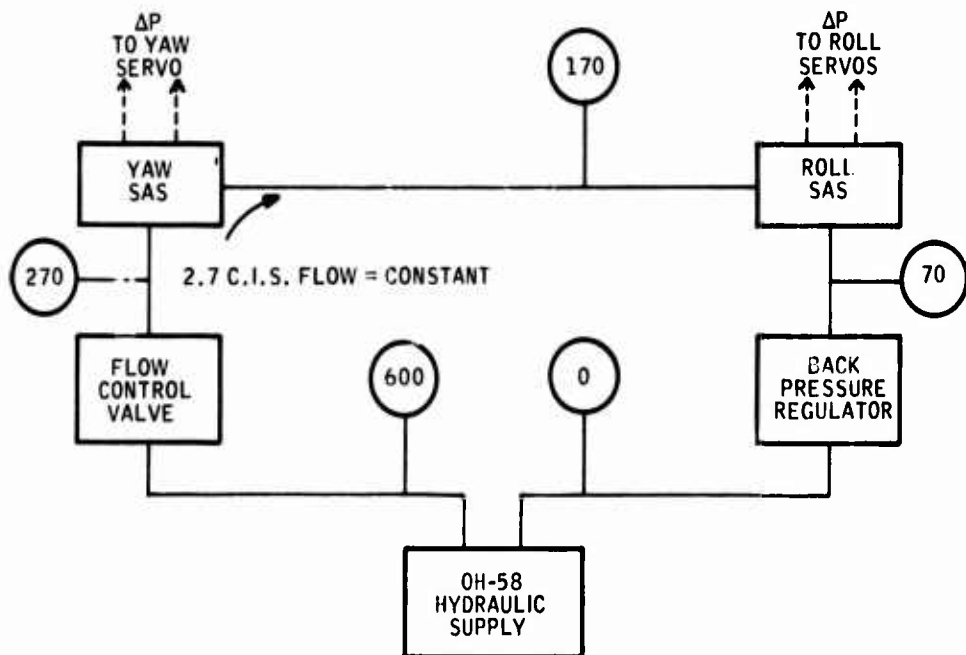 ΔP
TO YAW
SERVO
170
ΔP
TO ROLL
SERVOS
YAW
SAS
ROLL
SAS
270
2.7 C.I.S. FLOW = CONSTANT
70
FLOW
CONTROL
VALVE
600
0
BACK
PRESSURE
REGULATOR
OH-58
HYDRAULIC
SUPPLY